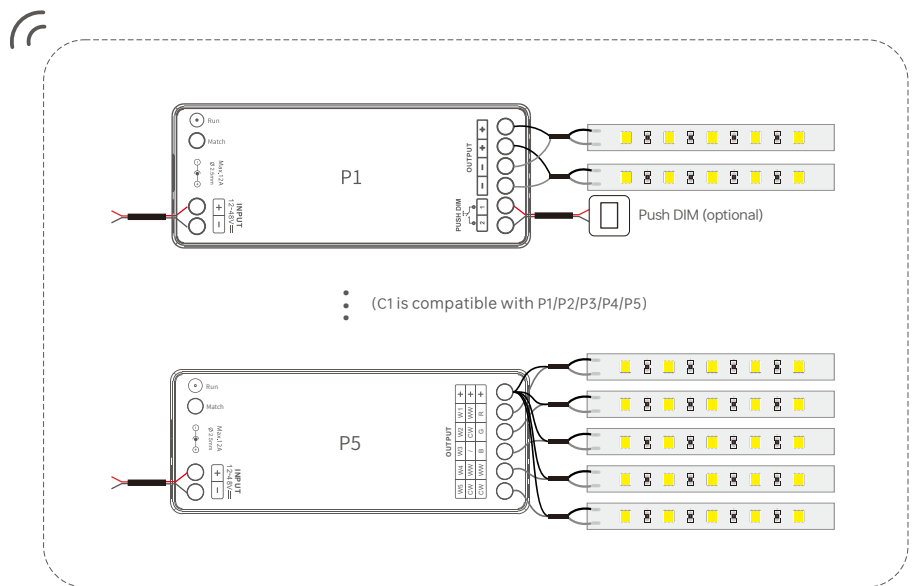 Run
Match
Max.12A
Ø 2.5mm
INPUT
12-48V
+
−
P1
OUTPUT
+
+
−
−
PUSH DIM
1
2
Push DIM (optional)
(C1 is compatible with P1/P2/P3/P4/P5)
Run
Match
Max.12A
Ø 2.5mm
INPUT
12-48V
+
−
P5
OUTPUT
+ + +
W1 WW R
W2 CW G
W3 / B
W4 WW WW
W5 CW CW